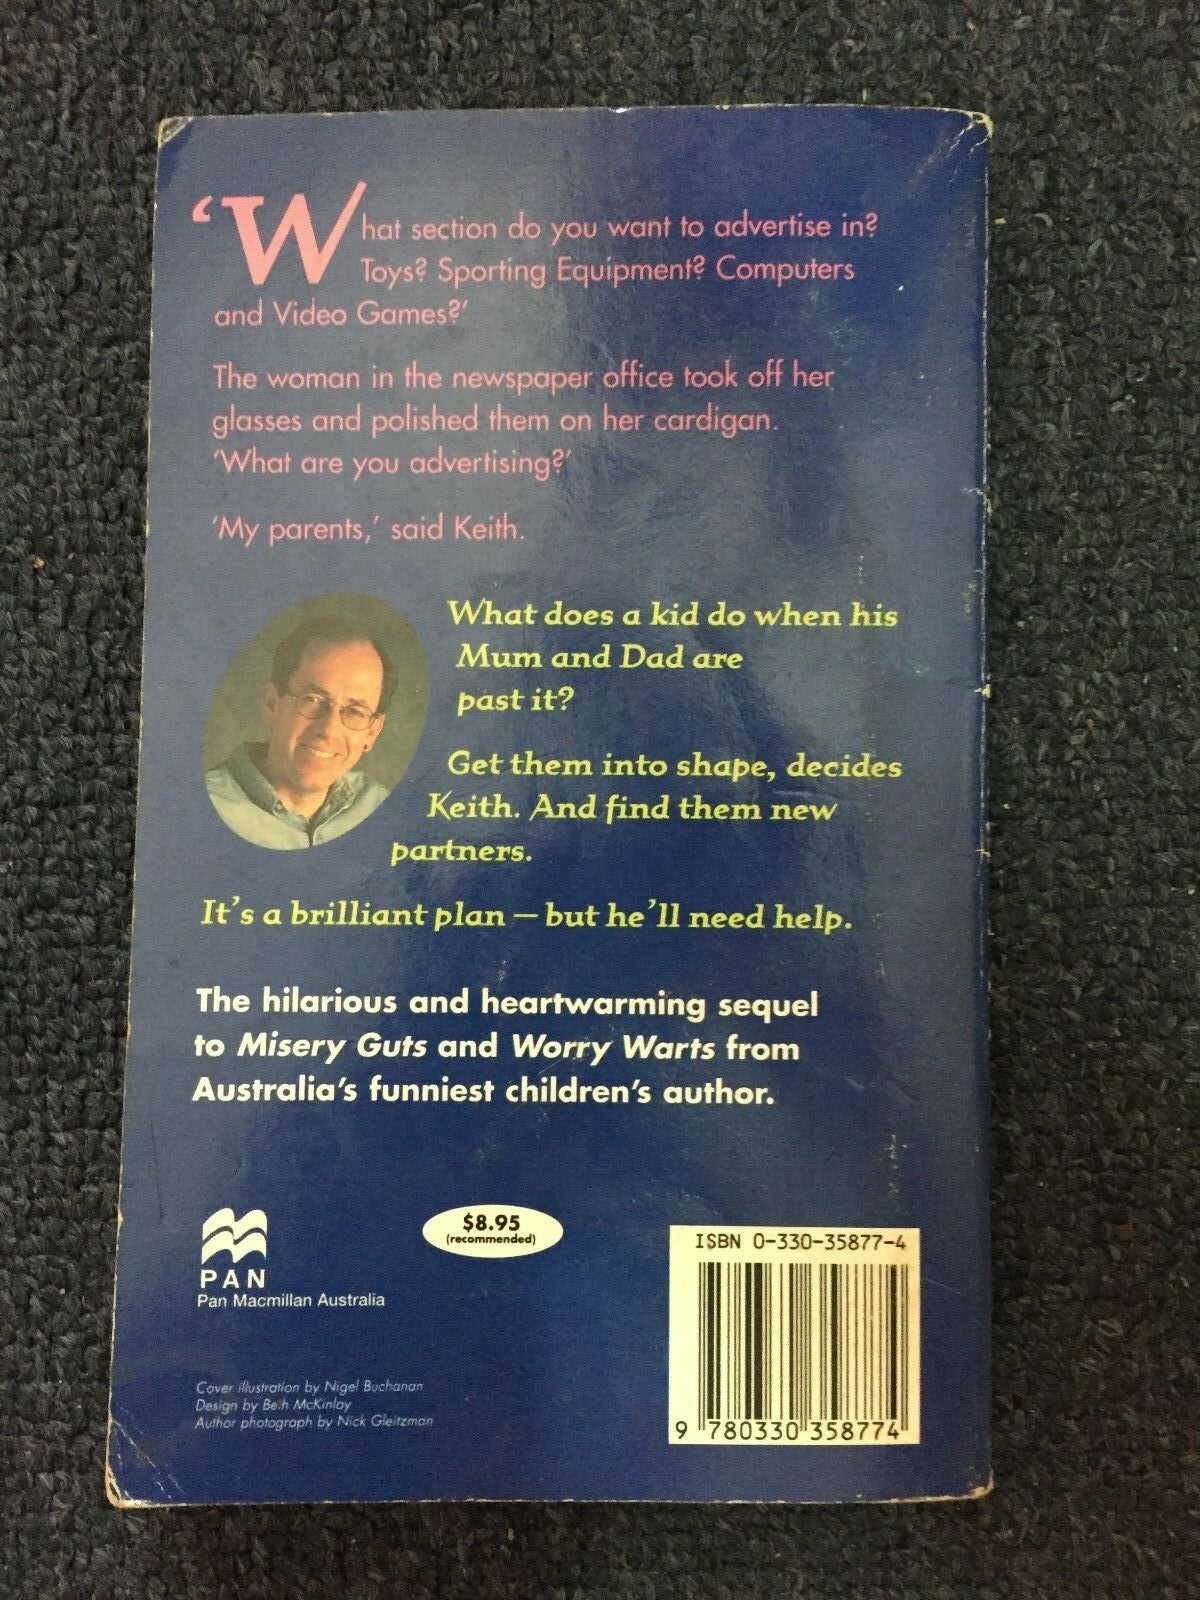 ‘What section do you want to advertise in?
Toys? Sporting Equipment? Computers
and Video Games?’
The woman in the newspaper office took off her
glasses and polished them on her cardigan.
‘What are you advertising?’
‘My parents,’ said Keith.
What does a kid do when his
Mum and Dad are
past it?
Get them into shape, decides
Keith. And find them new
partners.
It’s a brilliant plan – but he’ll need help.
The hilarious and heartwarming sequel
to Misery Guts and Worry Warts from
Australia’s funniest children’s author.
PAN
Pan Macmillan Australia
$8.95
(recommended)
ISBN 0-330-35877-4
9 780330 358774
Cover illustration by Nigel Buchanan
Design by Beth McKinlay
Author photograph by Nick Gleitzman